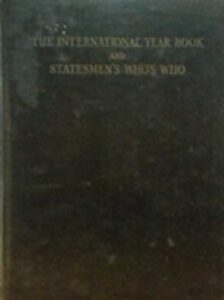 THE INTERNATIONAL YEAR BOOK
AND
STATESMEN'S WHO'S WHO